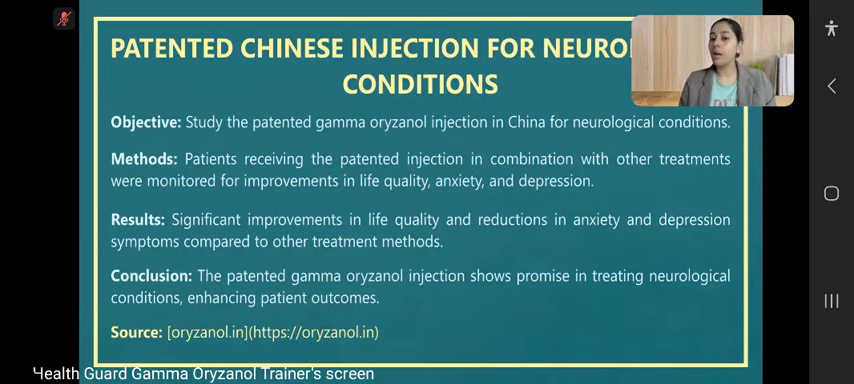 PATENTED CHINESE INJECTION FOR
CONDITIONS
Objective: Study the patented gamma oryzanol injection in China for neurological conditions.
Methods: Patients receiving the patented injection in combination with other treatments
were monitored for improvements in life quality, anxiety, and depression.
Results: Significant improvements in life quality and reductions in anxiety and depression
symptoms compared to other treatment methods.
Conclusion: The patented gamma oryzanol injection shows promise in treating neurological
conditions, enhancing patient outcomes.
Source: [oryzanol.in](https://oryzanol.in)
Health Guard Gamma Oryzanol Trainer's screen